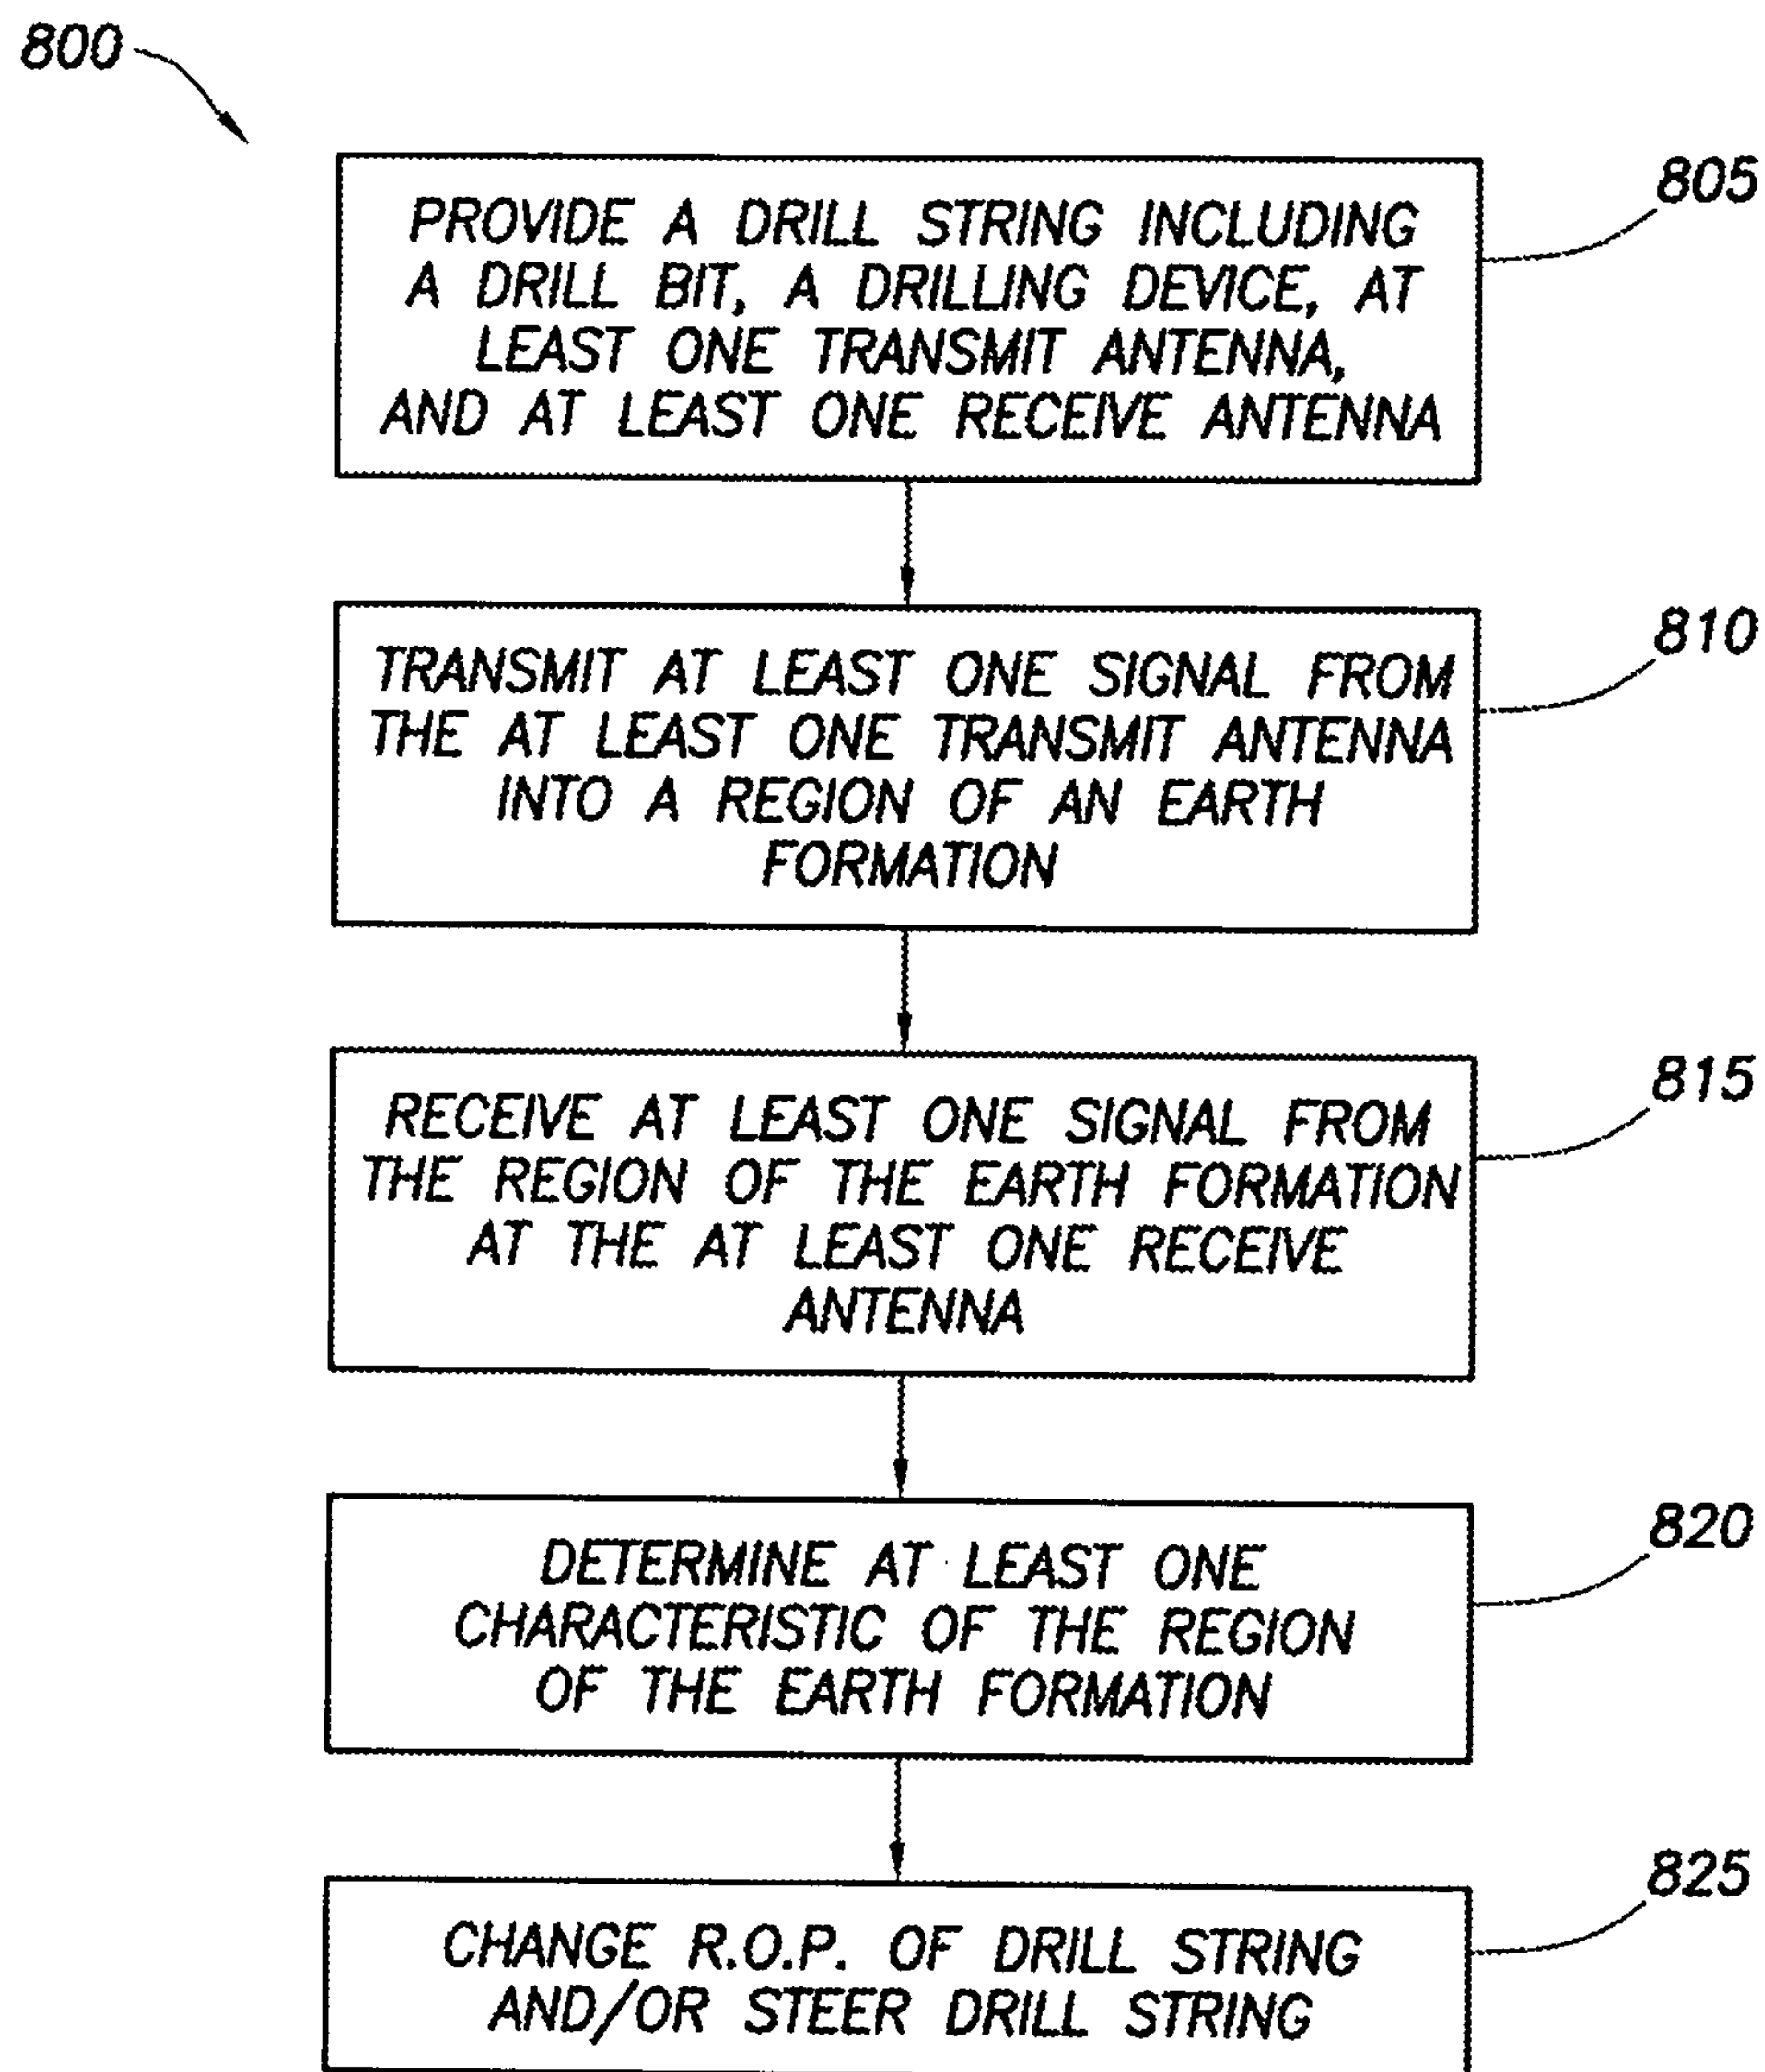 800
805
PROVIDE A DRILL STRING INCLUDING
A DRILL BIT, A DRILLING DEVICE, AT
LEAST ONE TRANSMIT ANTENNA,
AND AT LEAST ONE RECEIVE ANTENNA
810
TRANSMIT AT LEAST ONE SIGNAL FROM
THE AT LEAST ONE TRANSMIT ANTENNA
INTO A REGION OF AN EARTH
FORMATION
815
RECEIVE AT LEAST ONE SIGNAL FROM
THE REGION OF THE EARTH FORMATION
AT THE AT LEAST ONE RECEIVE
ANTENNA
820
DETERMINE AT LEAST ONE
CHARACTERISTIC OF THE REGION
OF THE EARTH FORMATION
825
CHANGE R.O.P. OF DRILL STRING
AND/OR STEER DRILL STRING